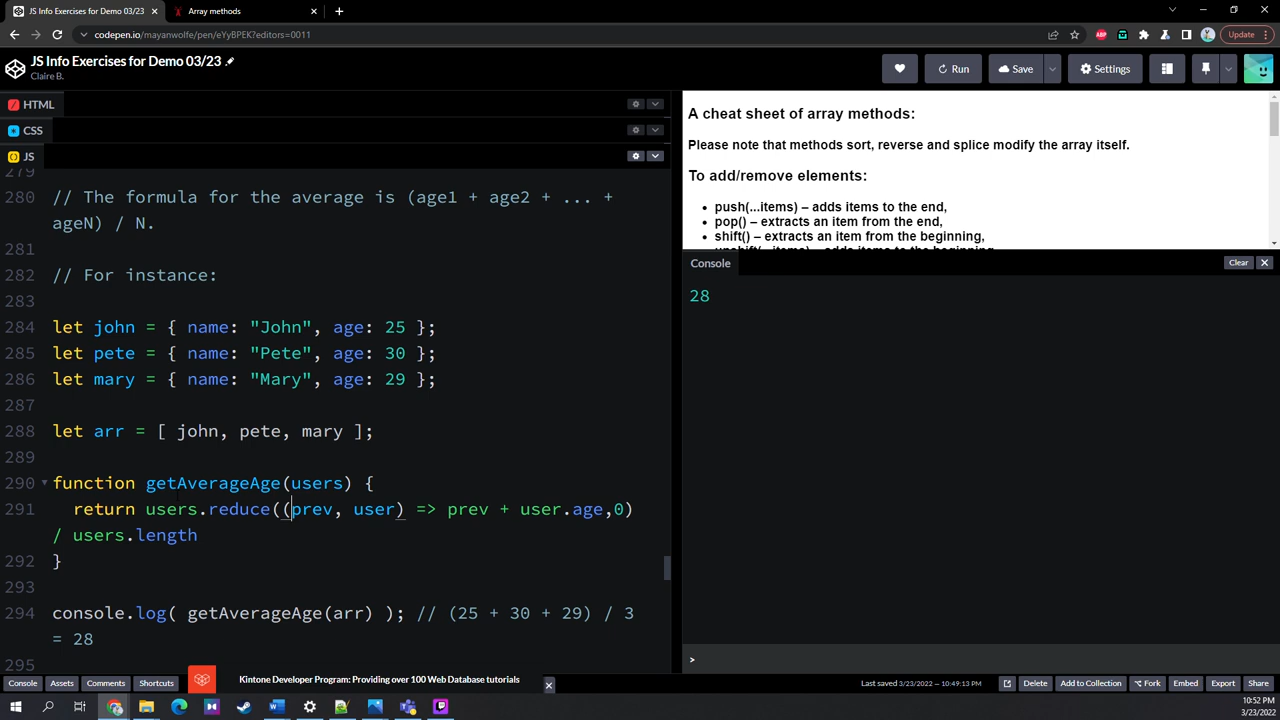 JS Info Exercises for Demo 03/23
Array methods
codepen.io/mayanwolfe/pen/eYyBPEK?editors=0011
Update
JS Info Exercises for Demo 03/23
Claire B.
Run
Save
Settings
HTML
CSS
JS
279
280 // The formula for the average is (age1 + age2 + ... +
ageN) / N.
281
282 // For instance:
283
284 let john = { name: "John", age: 25 };
285 let pete = { name: "Pete", age: 30 };
286 let mary = { name: "Mary", age: 29 };
287
288 let arr = [ john, pete, mary ];
289
290 function getAverageAge(users) {
291 return users.reduce((prev, user) => prev + user.age,0)
/ users.length
292 }
293
294 console.log( getAverageAge(arr) ); // (25 + 30 + 29) / 3
= 28
295
A cheat sheet of array methods:
Please note that methods sort, reverse and splice modify the array itself.
To add/remove elements:
• push(...items) – adds items to the end,
• pop() – extracts an item from the end,
• shift() – extracts an item from the beginning,
• unshift(...items) – adds items to the beginning
Console
Clear
28
>
Console
Assets
Comments
Shortcuts
Kintone Developer Program: Providing over 100 Web Database tutorials
Last saved 3/23/2022 — 10:49:13 PM
Delete
Add to Collection
Fork
Embed
Export
Share
10:52 PM
3/23/2022